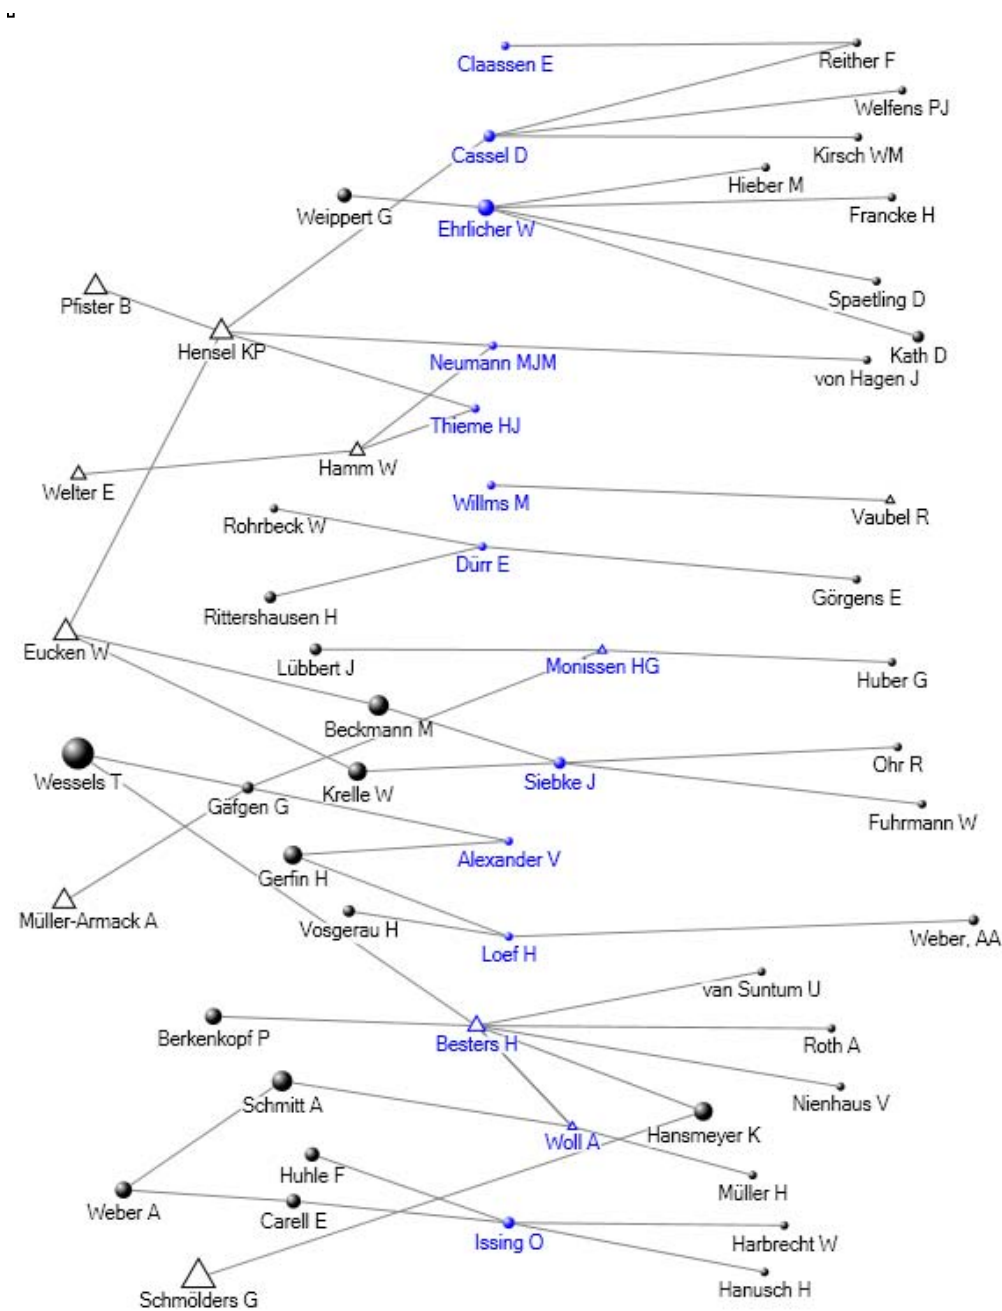 Claassen E
Reither F
Welfens PJ
Cassel D
Kirsch WM
Hieber M
Weippert G
Francke H
Ehrlicher W
Pfister B
Spaetling D
Hensel KP
Kath D
Neumann MJM
von Hagen J
Thieme HJ
Hamm W
Welter E
Willms M
Vaubel R
Rohrbeck W
Dürr E
Görgens E
Rittershausen H
Eucken W
Lübbert J
Monissen HG
Huber G
Beckmann M
Ohr R
Wessels T
Krelle W
Siebke J
Gäfgen G
Fuhrmann W
Alexander V
Gerfin H
Müller-Armack A
Vosgerau H
Weber, AA
Loef H
van Suntum U
Berkenkopf P
Besters H
Roth A
Nienhaus V
Schmitt A
Woll A
Hansmeyer K
Huhle F
Müller H
Weber A
Carell E
Issing O
Harbrecht W
Hanusch H
Schmölders G